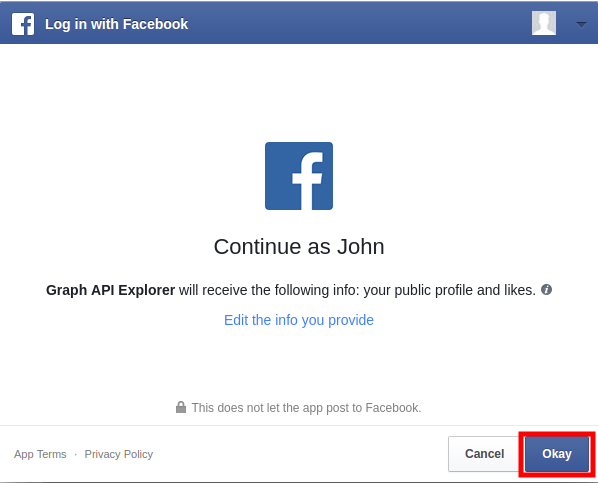 Log in with Facebook
Continue as John
Graph API Explorer will receive the following info: your public profile and likes.
Edit the info you provide
This does not let the app post to Facebook.
App Terms · Privacy Policy
Cancel
Okay